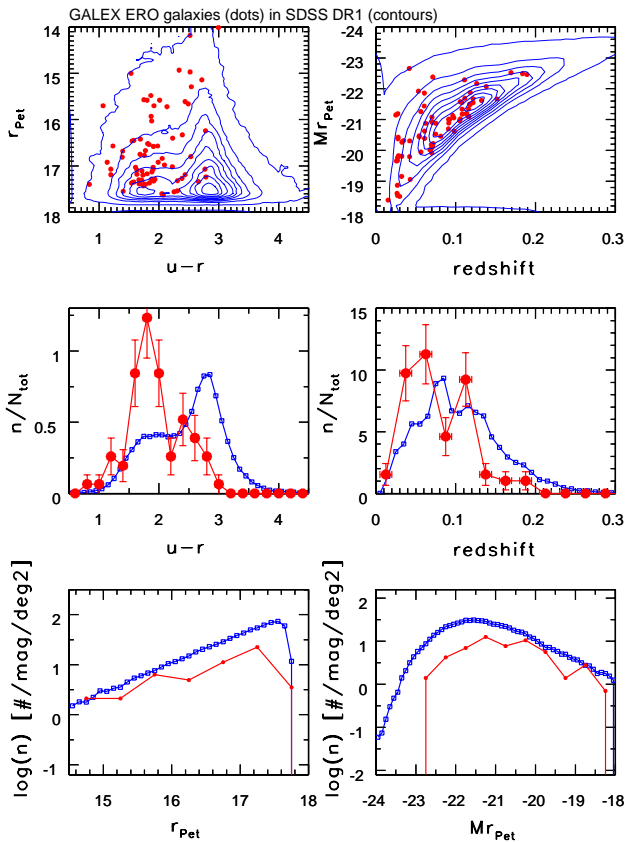 GALEX ERO galaxies (dots) in SDSS DR1 (contours)
14
15
16
17
18
r_Pet
1 2 3 4
u-r
-24
-23
-22
-21
-20
-19
-18
Mr_Pet
0 0.1 0.2 0.3
redshift
1
0.5
0
n/N_tot
1 2 3 4
u-r
15
10
5
0
n/N_tot
0 0.1 0.2 0.3
redshift
2
1
0
-1
log(n) [#/mag/deg2]
15 16 17 18
r_Pet
2
1
0
-1
-2
log(n) [#/mag/deg2]
-24 -23 -22 -21 -20 -19 -18
Mr_Pet